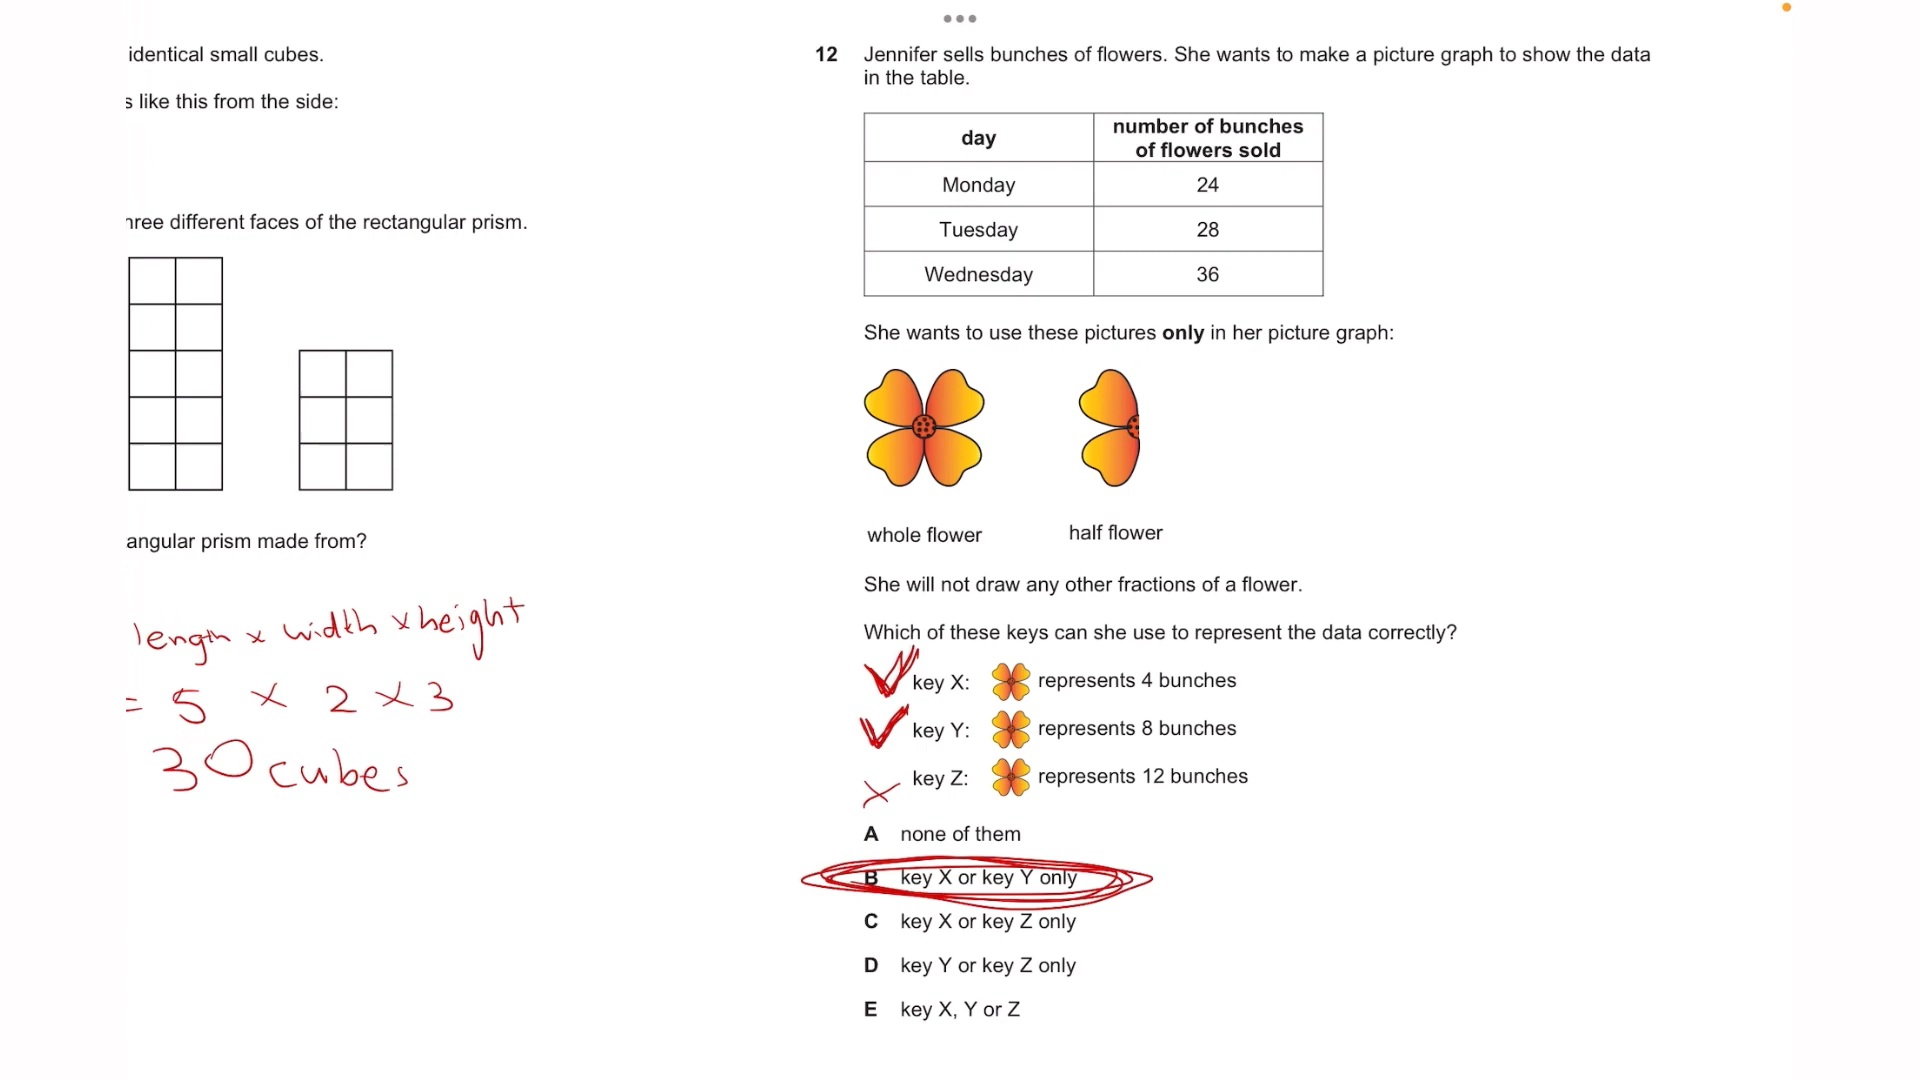 identical small cubes.
s like this from the side:
hree different faces of the rectangular prism.
angular prism made from?
length x width x height
= 5 x 2 x 3
30 cubes
12 Jennifer sells bunches of flowers. She wants to make a picture graph to show the data
in the table.
day number of bunches
of flowers sold
Monday 24
Tuesday 28
Wednesday 36
She wants to use these pictures only in her picture graph:
whole flower half flower
She will not draw any other fractions of a flower.
Which of these keys can she use to represent the data correctly?
key X: represents 4 bunches
key Y: represents 8 bunches
key Z: represents 12 bunches
A none of them
B key X or key Y only
C key X or key Z only
D key Y or key Z only
E key X, Y or Z